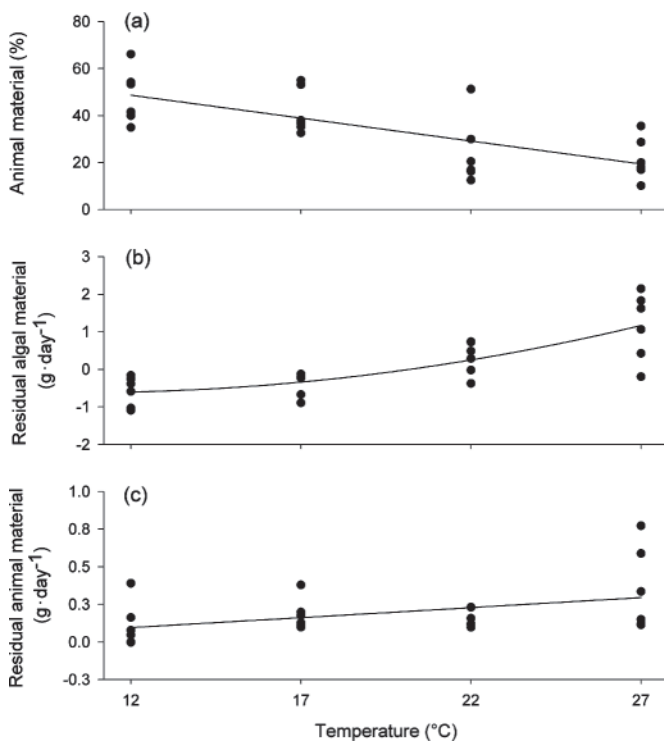 (a)
Animal material (%)
80
60
40
20
0
(b)
Residual algal material
(g·day⁻¹)
3
2
1
0
-1
-2
(c)
Residual animal material
(g·day⁻¹)
1.0
0.8
0.5
0.3
0.0
-0.3
12 17 22 27
Temperature (°C)